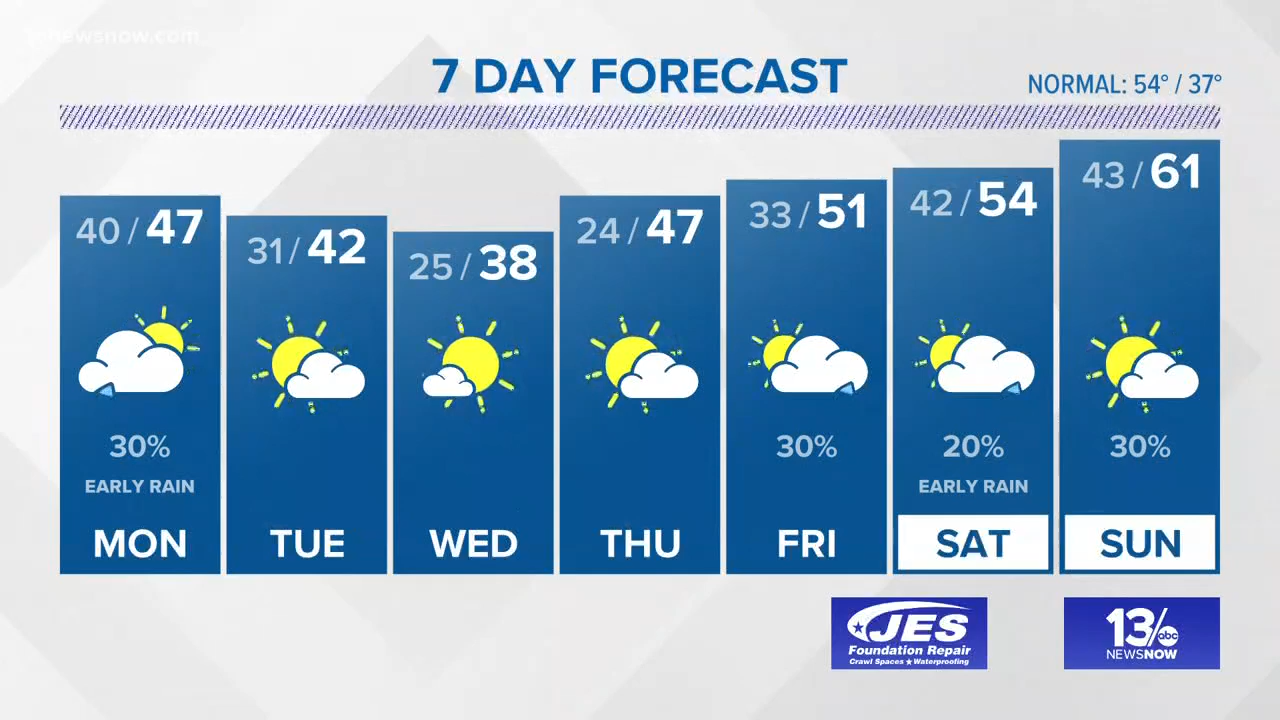 13newsnow.com
7 DAY FORECAST
NORMAL: 54° / 37°
40 / 47
31 / 42
25 / 38
24 / 47
33 / 51
42 / 54
43 / 61
30%
30%
20%
30%
EARLY RAIN
EARLY RAIN
MON
TUE
WED
THU
FRI
SAT
SUN
JES
Foundation Repair
Crawl Spaces ★ Waterproofing
13/ abc
NEWSNOW